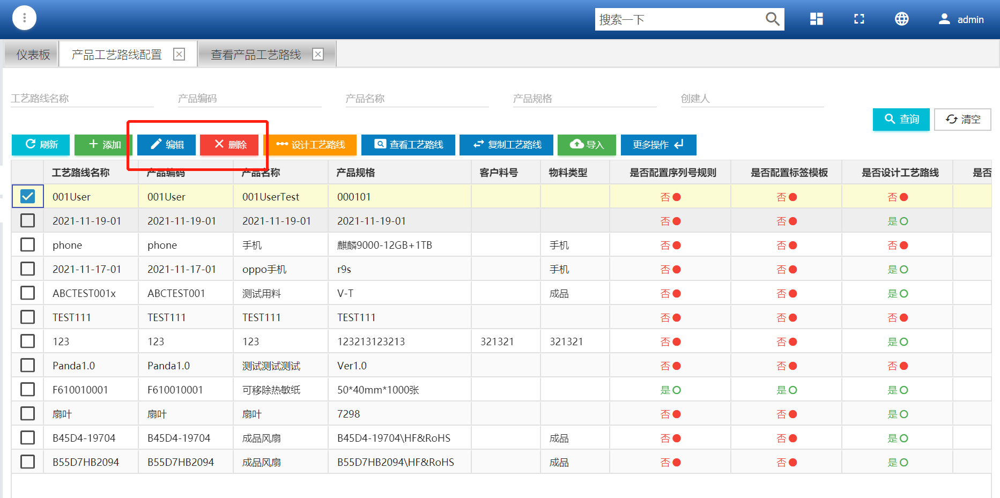 搜索一下
admin
仪表板 产品工艺路线配置 查看产品工艺路线
工艺路线名称 产品编码 产品名称 产品规格 创建人
查询 清空
刷新 添加 编辑 删除 设计工艺路线 查看工艺路线 复制工艺路线 导入 更多操作
工艺路线名称 产品编码 产品名称 产品规格 客户料号 物料类型 是否配置序列号规则 是否配置标签模板 是否设计工艺路线 是否
001User 001User 001UserTest 000101 否 否 否
2021-11-19-01 2021-11-19-01 2021-11-19-01 2021-11-19-01 否 否 是
phone phone 手机 麒麟9000-12GB+1TB 手机 否 否 否
2021-11-17-01 2021-11-17-01 oppo手机 r9s 手机 否 否 是
ABCTEST001x ABCTEST001 测试用料 V-T 成品 否 否 是
TEST111 TEST111 TEST111 TEST111 否 否 否
123 123 123 123213123213 321321 321321 否 否 是
Panda1.0 Panda1.0 测试测试测试 Ver1.0 否 否 否
F610010001 F610010001 可移除热敏纸 50*40mm*1000张 是 是 是
扇叶 扇叶 扇叶 7298 否 否 是
B45D4-19704 B45D4-19704 成品风扇 B45D4-19704\HF&RoHS 成品 否 否 是
B55D7HB2094 B55D7HB2094 成品风扇 B55D7HB2094\HF&RoHS 成品 否 否 是